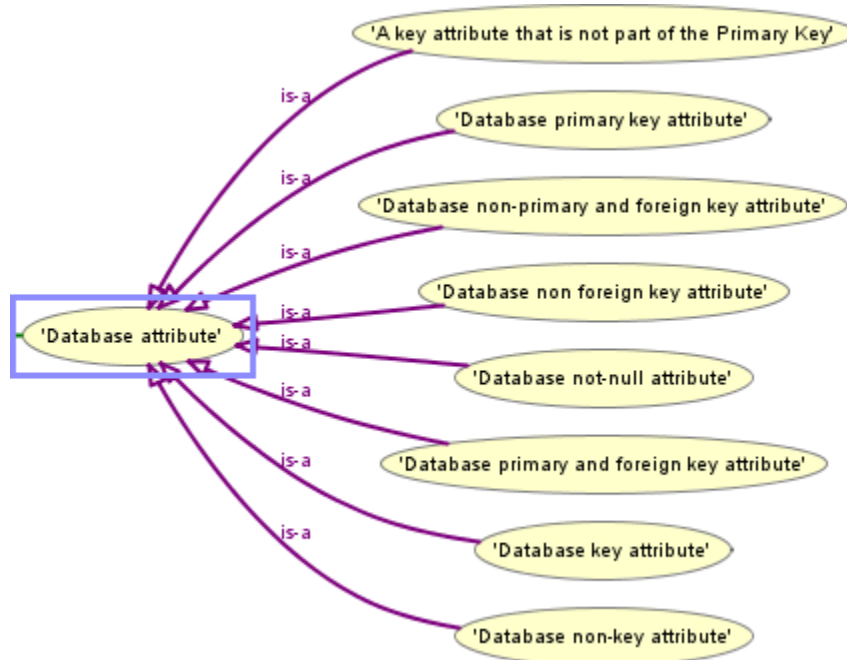 'A key attribute that is not part of the Primary Key'
is-a
'Database primary key attribute'
is-a
'Database non-primary and foreign key attribute'
is-a
'Database non foreign key attribute'
is-a
'Database attribute'
is-a
'Database not-null attribute'
is-a
'Database primary and foreign key attribute'
is-a
'Database key attribute'
is-a
'Database non-key attribute'